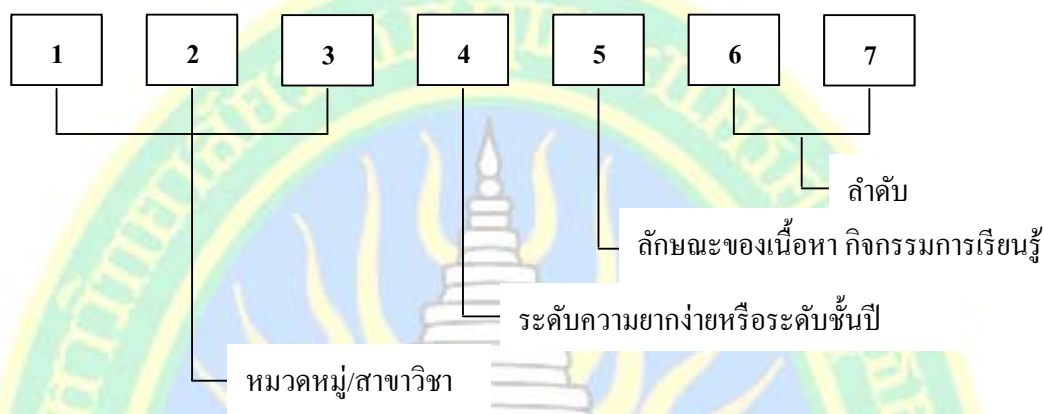 1 2 3 4 5 6 7
ลำดับ
ลักษณะของเนื้อหา กิจกรรมการเรียนรู้
ระดับความยากง่ายหรือระดับชั้นปี
หมวดหมู่/สาขาวิชา